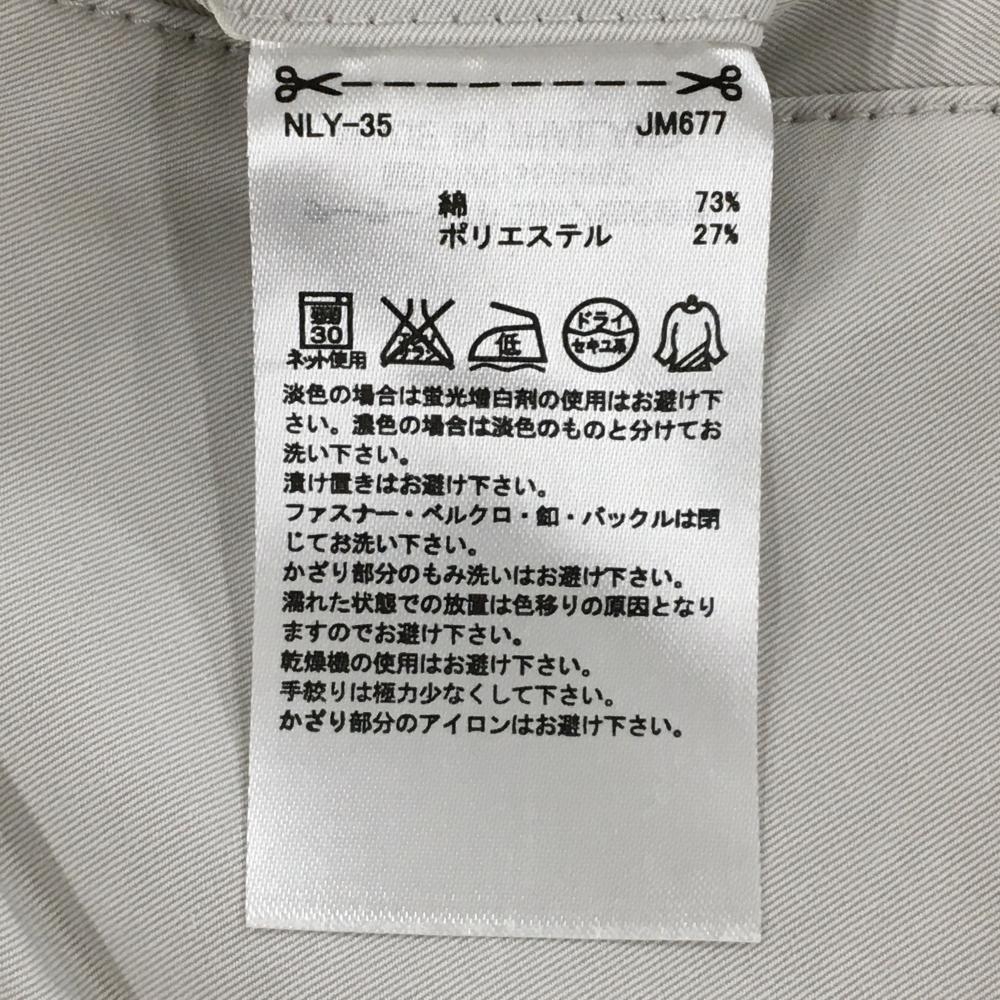 NLY-35 JM677
綿 73%
ポリエステル 27%
弱 30 エンソ サラシ 低 ドライ セキユ系
ネット使用
淡色の場合は蛍光増白剤の使用はお避け下
さい。濃色の場合は淡色のものと分けてお
洗い下さい。
漬け置きはお避け下さい。
ファスナー・ベルクロ・釦・バックルは閉
じてお洗い下さい。
かざり部分のもみ洗いはお避け下さい。
濡れた状態での放置は色移りの原因となり
ますのでお避け下さい。
乾燥機の使用はお避け下さい。
手絞りは極力少なくして下さい。
かざり部分のアイロンはお避け下さい。